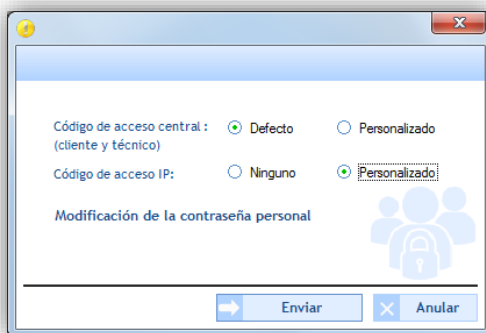 Código de acceso central : Defecto Personalizado
(cliente y técnico)
Código de acceso IP: Ninguno Personalizado
Modificación de la contraseña personal
Enviar Anular